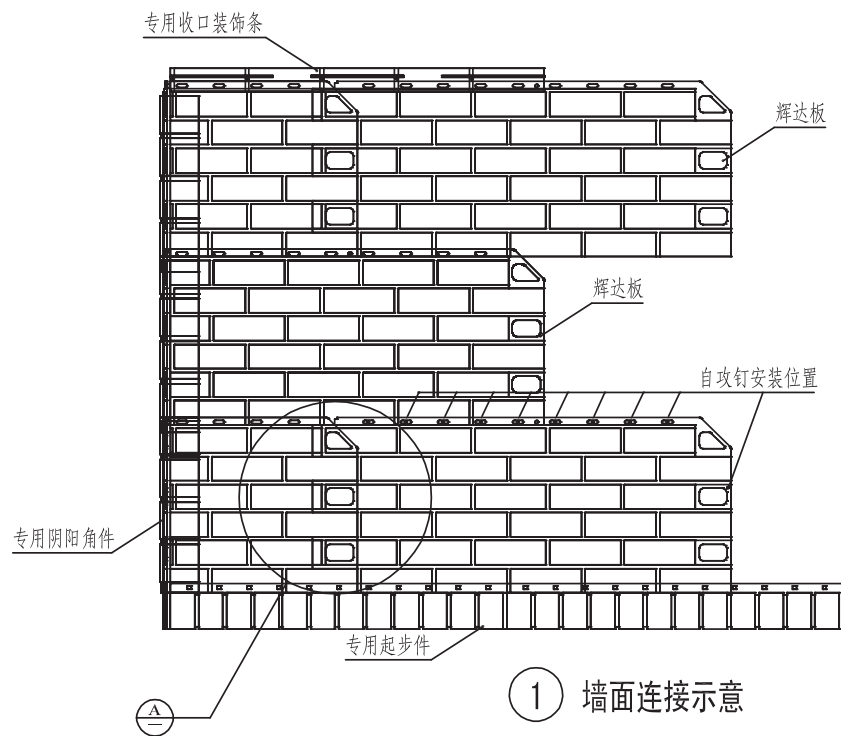 专用收口装饰条
辉达板
辉达板
自攻钉安装位置
专用阴阳角件
专用起步件
A
1 墙面连接示意